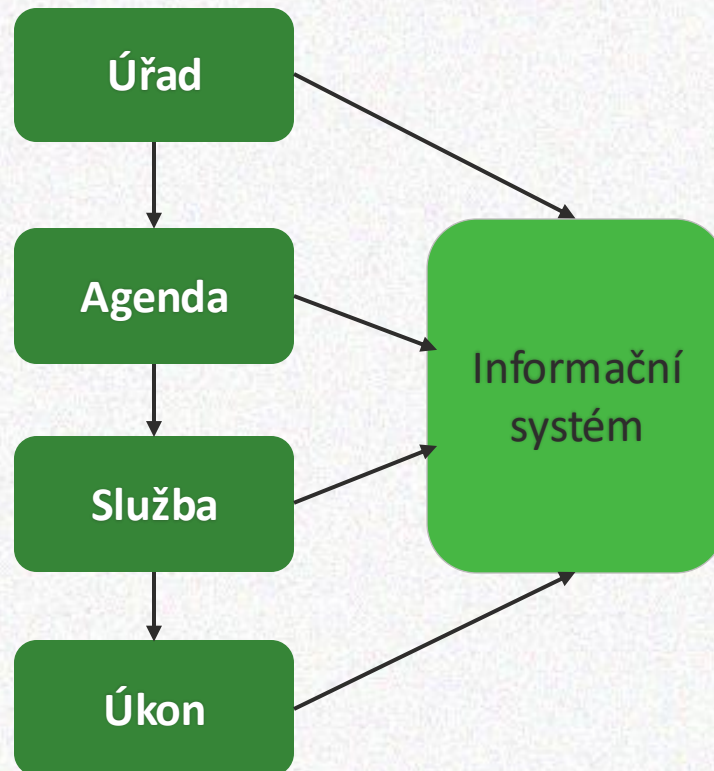 Úřad
Agenda
Informační
systém
Služba
Úkon